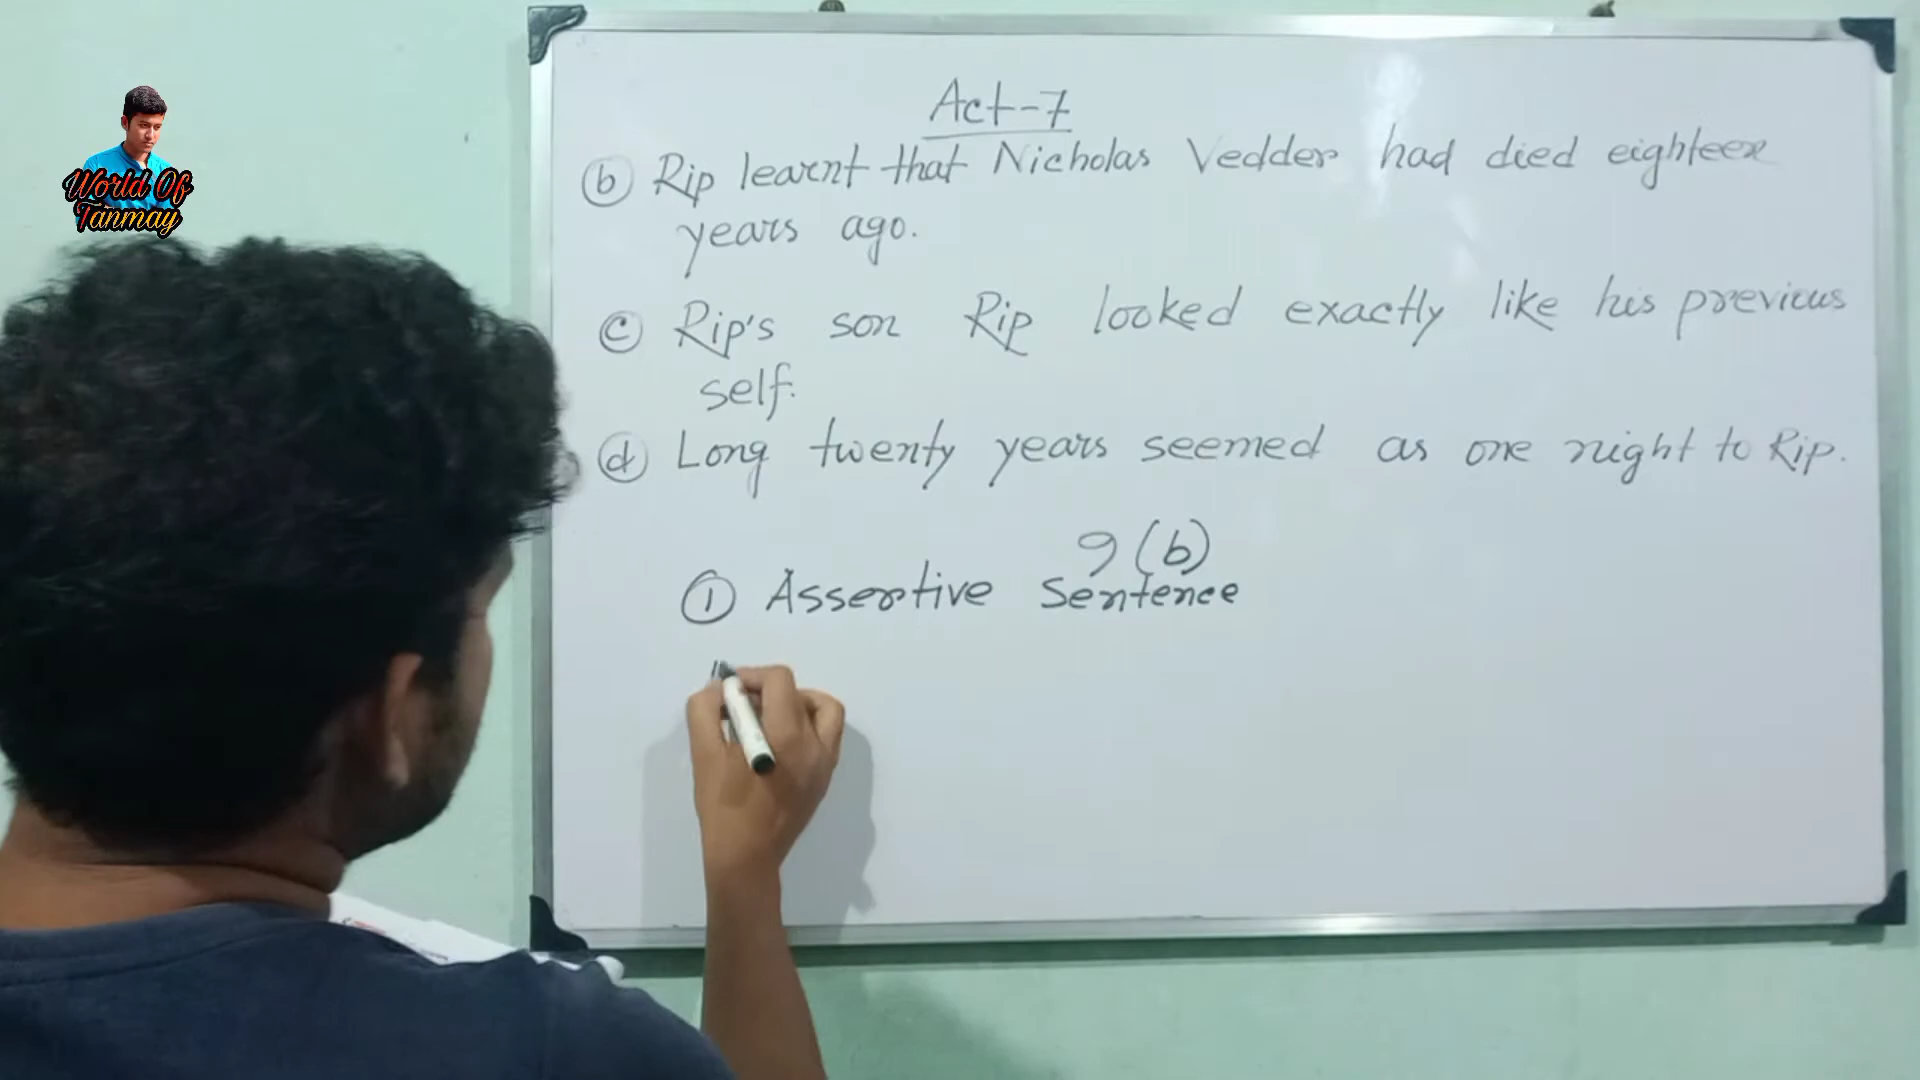 World Of
Tanmay
Act-7
(b) Rip learnt that Nicholas Vedder had died eighteen
years ago.
(c) Rip's son Rip looked exactly like his previous
self.
(d) Long twenty years seemed as one night to Rip.
9 (b)
(1) Assertive Sentence